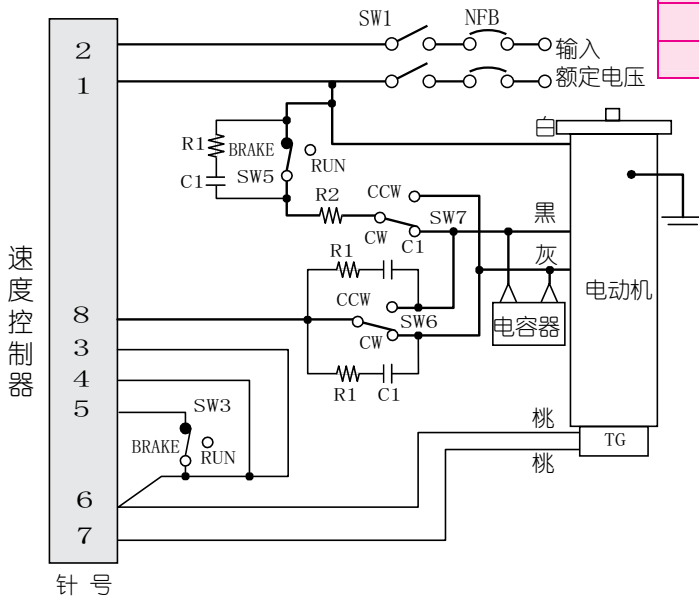 SW1 NFB
2 输入
1 额定电压
白
R1 BRAKE RUN
C1 SW5
CCW
R2 SW7
CW C1
黒
R1 灰
电动机
CCW
8 SW6 电容器
CW
3
4 R1 C1
5 SW3
桃
BRAKE RUN TG
桃
6
7
速度控制器
针号